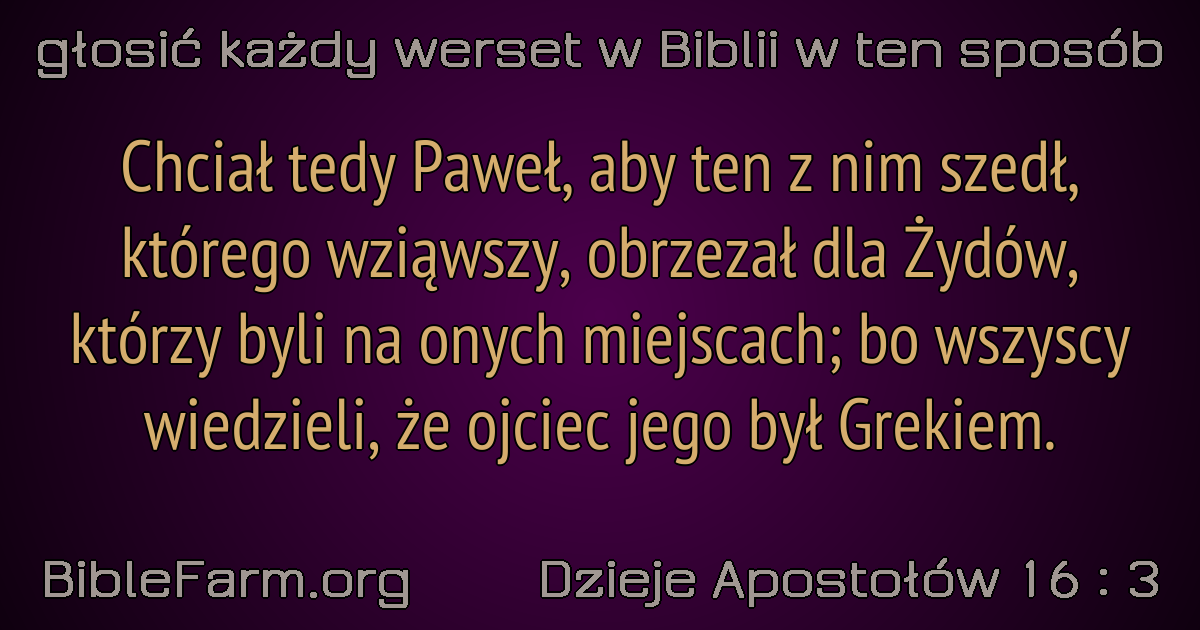 głosić każdy werset w Biblii w ten sposób
Chciał tedy Paweł, aby ten z nim szedł,
którego wziąwszy, obrzezał dla Żydów,
którzy byli na onych miejscach; bo wszyscy
wiedzieli, że ojciec jego był Grekiem.
BibleFarm.org Dzieje Apostołów 16 : 3